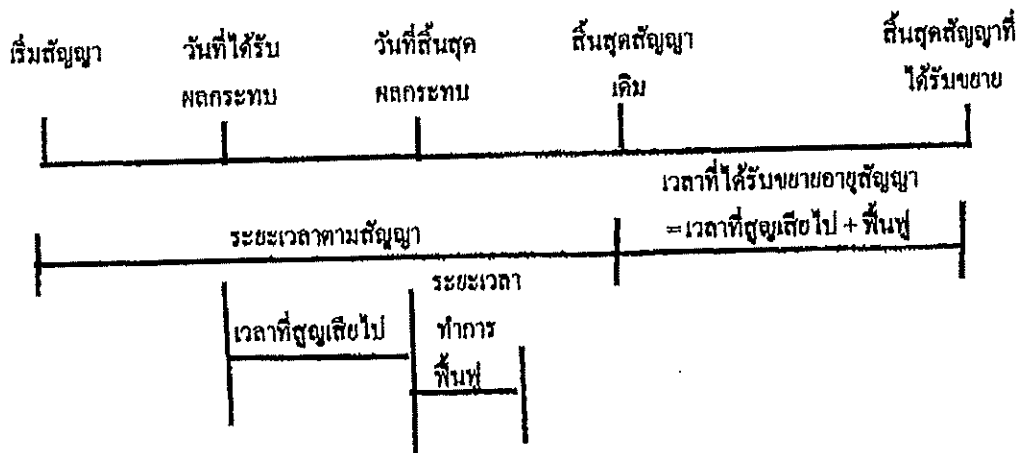 เริ่มสัญญา
วันที่ได้รับ
ผลกระทบ
วันที่สิ้นสุด
ผลกระทบ
สิ้นสุดสัญญา
เดิม
สิ้นสุดสัญญาที่
ได้รับขยาย
เวลาที่ได้รับขยายอายุสัญญา
=เวลาที่สูญเสียไป + ฟื้นฟู
ระยะเวลาตามสัญญา
เวลาที่สูญเสียไป
ระยะเวลา
ทำการ
ฟื้นฟู